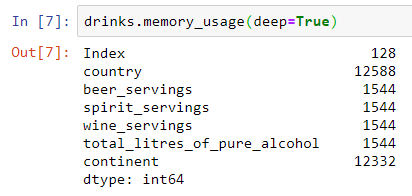 In [7]: drinks.memory_usage(deep=True)
Out[7]: Index 128
country 12588
beer_servings 1544
spirit_servings 1544
wine_servings 1544
total_litres_of_pure_alcohol 1544
continent 12332
dtype: int64